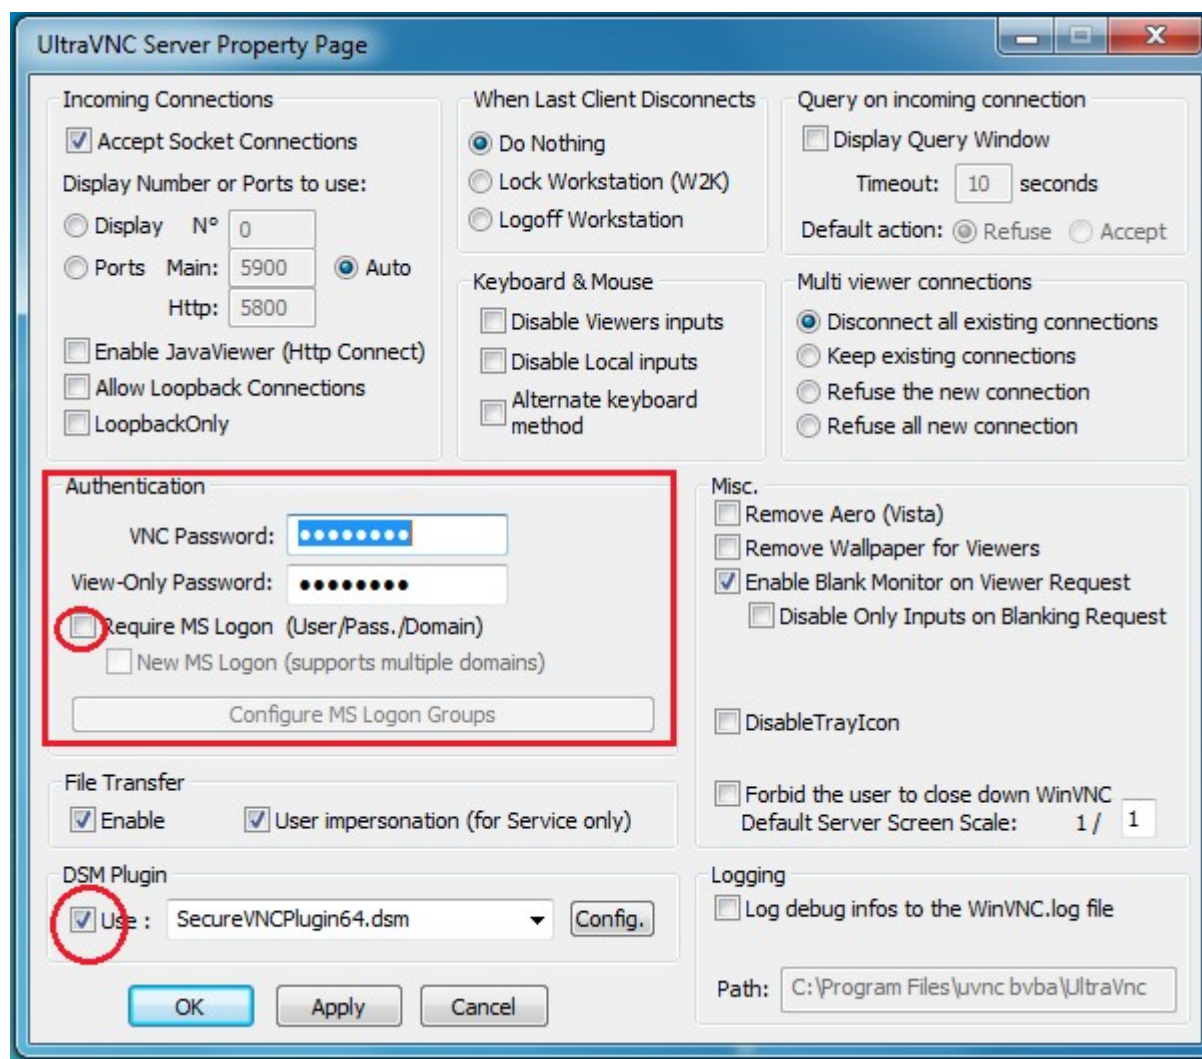 UltraVNC Server Property Page
Incoming Connections
Accept Socket Connections
Display Number or Ports to use:
Display N° 0
Ports Main: 5900 Auto
Http: 5800
Enable JavaViewer (Http Connect)
Allow Loopback Connections
LoopbackOnly
When Last Client Disconnects
Do Nothing
Lock Workstation (W2K)
Logoff Workstation
Keyboard & Mouse
Disable Viewers inputs
Disable Local inputs
Alternate keyboard
method
Query on incoming connection
Display Query Window
Timeout: 10 seconds
Default action: Refuse Accept
Multi viewer connections
Disconnect all existing connections
Keep existing connections
Refuse the new connection
Refuse all new connection
Authentication
VNC Password: ●●●●●●●●
View-Only Password: ●●●●●●●●
Require MS Logon (User/Pass./Domain)
New MS Logon (supports multiple domains)
Configure MS Logon Groups
Misc.
Remove Aero (Vista)
Remove Wallpaper for Viewers
Enable Blank Monitor on Viewer Request
Disable Only Inputs on Blanking Request
DisableTrayIcon
Forbid the user to close down WinVNC
Default Server Screen Scale: 1 / 1
File Transfer
Enable User impersonation (for Service only)
DSM Plugin
Use : SecureVNCPlugin64.dsm Config.
Logging
Log debug infos to the WinVNC.log file
Path: C:\Program Files\uvnc bvba\UltraVnc
OK Apply Cancel